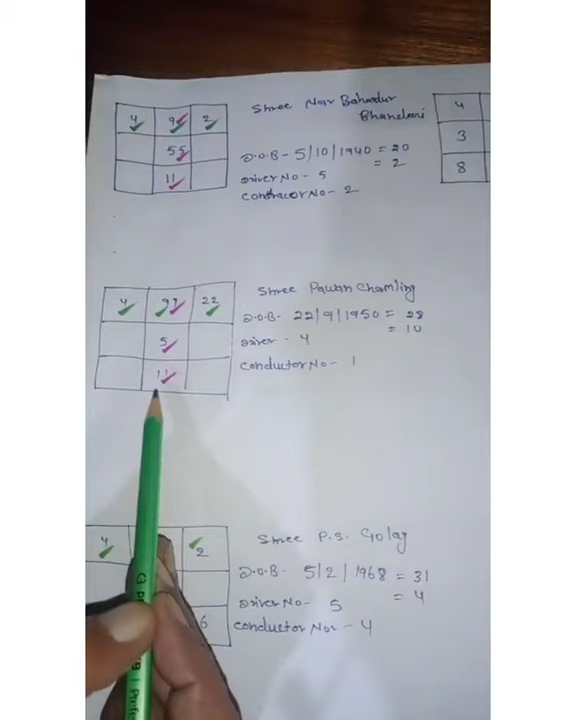 4 9 2
55
11
Shree Nar Bahadur
Bhandari
D.O.B - 5/10/1940 = 20
= 2
Driver No - 5
Contracor No - 2
4
3
8
4 99 22
5
11
Shree Pawan Chamling
D.O.B. 22/9/1950 = 28
= 10
Driver - 4
Conductor No - 1
4 2
6
Shree P.S. Golay
D.O.B. 5/2/1968 = 31
= 4
Driver No - 5
Conductor No - 4